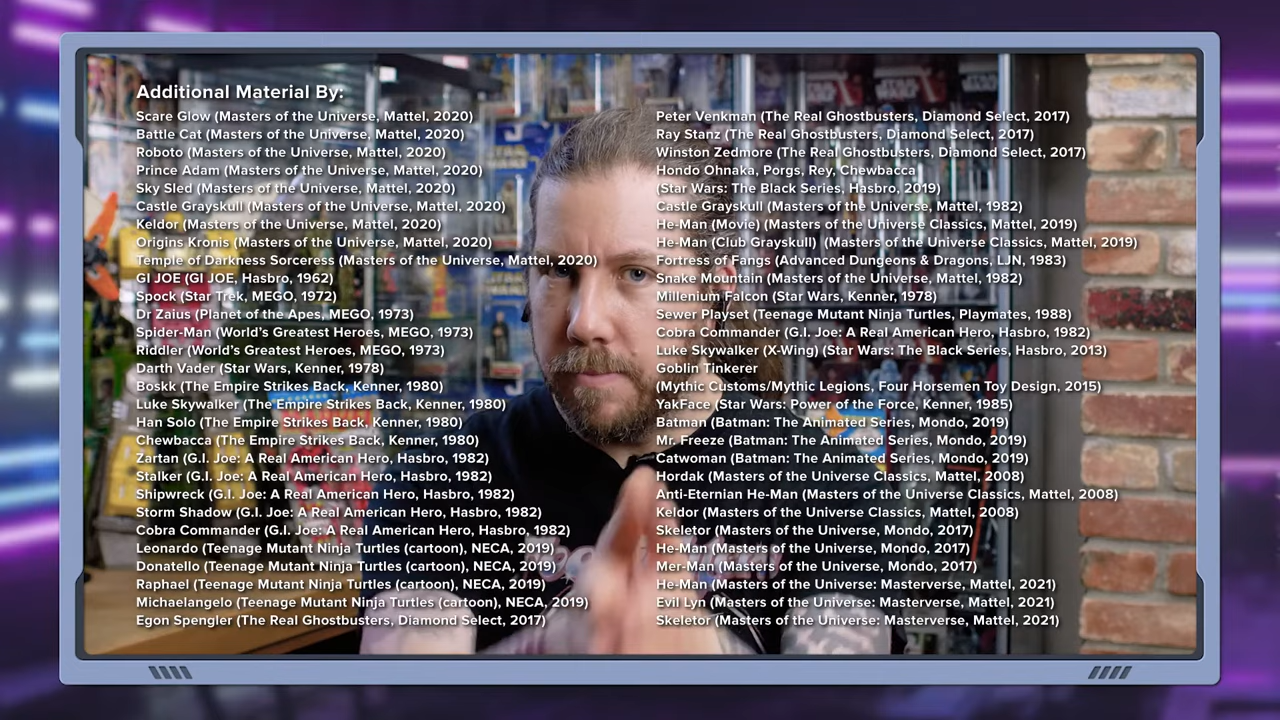 Additional Material By:
Scare Glow (Masters of the Universe, Mattel, 2020)
Battle Cat (Masters of the Universe, Mattel, 2020)
Roboto (Masters of the Universe, Mattel, 2020)
Prince Adam (Masters of the Universe, Mattel, 2020)
Sky Sled (Masters of the Universe, Mattel, 2020)
Castle Grayskull (Masters of the Universe, Mattel, 2020)
Keldor (Masters of the Universe, Mattel, 2020)
Origins Kronis (Masters of the Universe, Mattel, 2020)
Temple of Darkness Sorceress (Masters of the Universe, Mattel, 2020)
GI JOE (GI JOE, Hasbro, 1962)
Spock (Star Trek, MEGO, 1972)
Dr Zaius (Planet of the Apes, MEGO, 1973)
Spider-Man (World's Greatest Heroes, MEGO, 1973)
Riddler (World's Greatest Heroes, MEGO, 1973)
Darth Vader (Star Wars, Kenner, 1978)
Boskk (The Empire Strikes Back, Kenner, 1980)
Luke Skywalker (The Empire Strikes Back, Kenner, 1980)
Han Solo (The Empire Strikes Back, Kenner, 1980)
Chewbacca (The Empire Strikes Back, Kenner, 1980)
Zartan (G.I. Joe: A Real American Hero, Hasbro, 1982)
Stalker (G.I. Joe: A Real American Hero, Hasbro, 1982)
Shipwreck (G.I. Joe: A Real American Hero, Hasbro, 1982)
Storm Shadow (G.I. Joe: A Real American Hero, Hasbro, 1982)
Cobra Commander (G.I. Joe: A Real American Hero, Hasbro, 1982)
Leonardo (Teenage Mutant Ninja Turtles (cartoon), NECA, 2019)
Donatello (Teenage Mutant Ninja Turtles (cartoon), NECA, 2019)
Raphael (Teenage Mutant Ninja Turtles (cartoon), NECA, 2019)
Michaelangelo (Teenage Mutant Ninja Turtles (cartoon), NECA, 2019)
Egon Spengler (The Real Ghostbusters, Diamond Select, 2017)
Peter Venkman (The Real Ghostbusters, Diamond Select, 2017)
Ray Stanz (The Real Ghostbusters, Diamond Select, 2017)
Winston Zedmore (The Real Ghostbusters, Diamond Select, 2017)
Hondo Ohnaka, Porgs, Rey, Chewbacca
(Star Wars: The Black Series, Hasbro, 2019)
Castle Grayskull (Masters of the Universe, Mattel, 1982)
He-Man (Movie) (Masters of the Universe Classics, Mattel, 2019)
He-Man (Club Grayskull) (Masters of the Universe Classics, Mattel, 2019)
Fortress of Fangs (Advanced Dungeons & Dragons, LJN, 1983)
Snake Mountain (Masters of the Universe, Mattel, 1982)
Millenium Falcon (Star Wars, Kenner, 1978)
Sewer Playset (Teenage Mutant Ninja Turtles, Playmates, 1988)
Cobra Commander (G.I. Joe: A Real American Hero, Hasbro, 1982)
Luke Skywalker (X-Wing) (Star Wars: The Black Series, Hasbro, 2013)
Goblin Tinkerer
(Mythic Customs/Mythic Legions, Four Horsemen Toy Design, 2015)
YakFace (Star Wars: Power of the Force, Kenner, 1985)
Batman (Batman: The Animated Series, Mondo, 2019)
Mr. Freeze (Batman: The Animated Series, Mondo, 2019)
Catwoman (Batman: The Animated Series, Mondo, 2019)
Hordak (Masters of the Universe Classics, Mattel, 2008)
Anti-Eternian He-Man (Masters of the Universe Classics, Mattel, 2008)
Keldor (Masters of the Universe Classics, Mattel, 2008)
Skeletor (Masters of the Universe, Mondo, 2017)
He-Man (Masters of the Universe, Mondo, 2017)
Mer-Man (Masters of the Universe, Mondo, 2017)
He-Man (Masters of the Universe: Masterverse, Mattel, 2021)
Evil Lyn (Masters of the Universe: Masterverse, Mattel, 2021)
Skeletor (Masters of the Universe: Masterverse, Mattel, 2021)